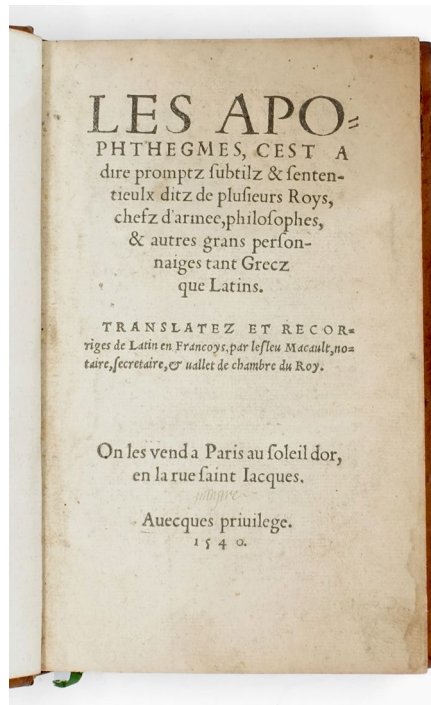 LES APO⸗
PHTHEGMES, CEST A
dire promptz ſubtilz & ſenten-
tieulx ditz de pluſieurs Roys,
chefz d'armee,philoſophes,
& autres grans perſon-
naiges tant Grecz
que Latins.
TRANSLATEZ ET RECOR⸗
riges de Latin en Francoys,par leſleu Macault,no⸗
taire,ſecretaire,& uallet de chambre du Roy.
On les vend a Paris au ſoleil dor,
en la rue ſaint Iacques.
Auecques priuilege.
1540.